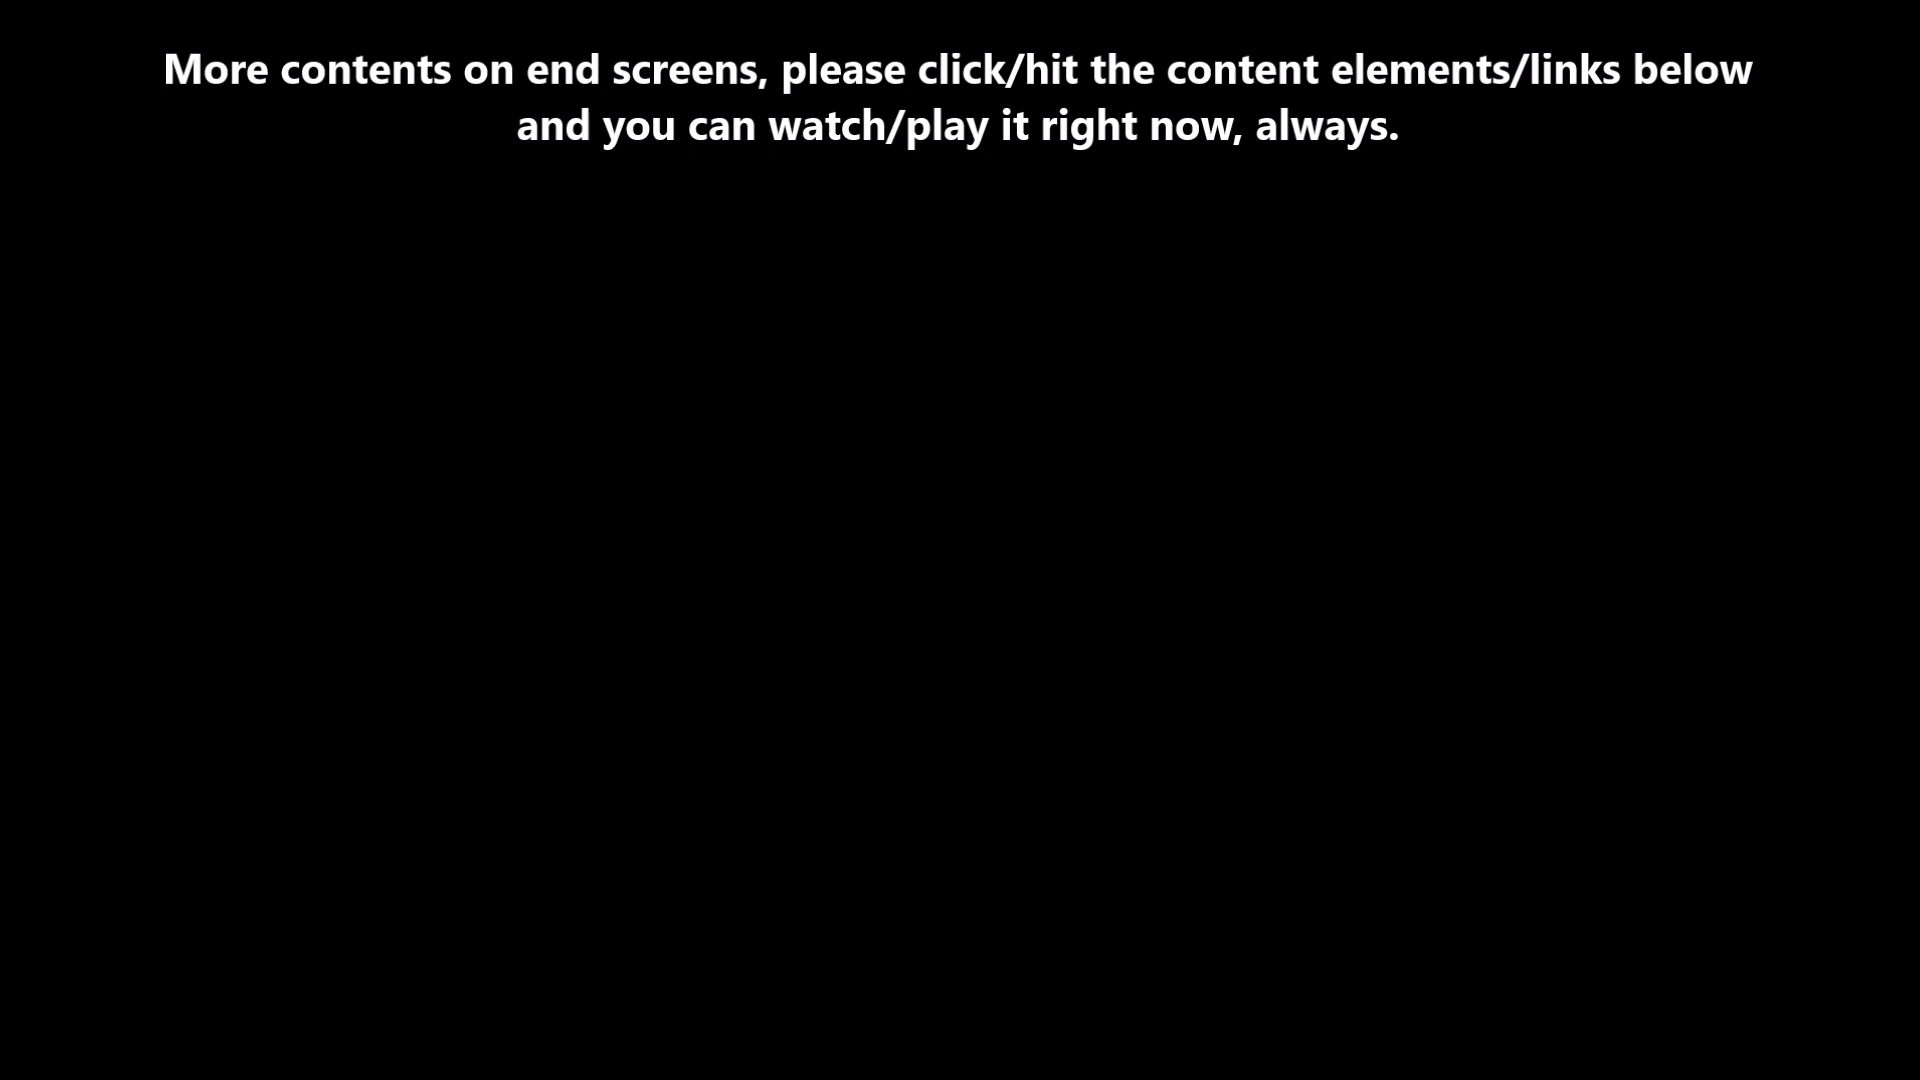 More contents on end screens, please click/hit the content elements/links below
and you can watch/play it right now, always.